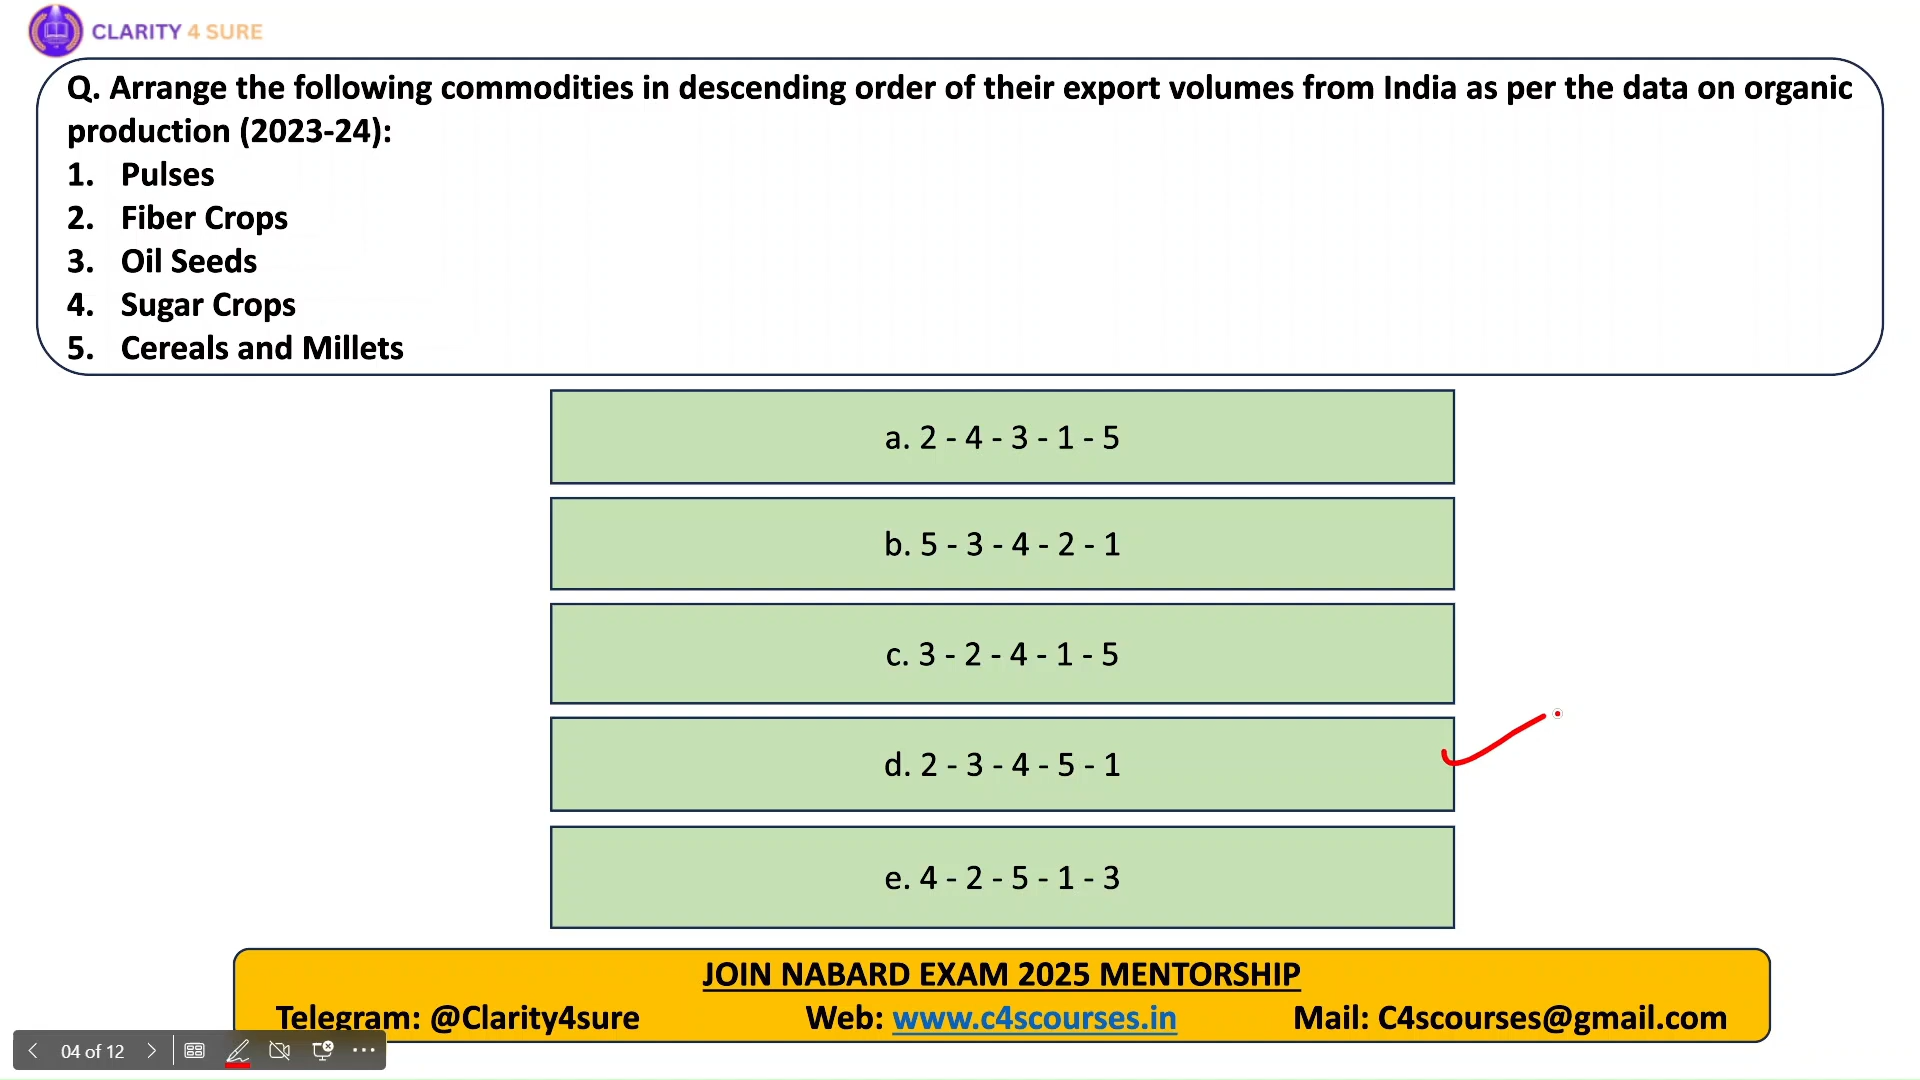 CLARITY 4 SURE
Q. Arrange the following commodities in descending order of their export volumes from India as per the data on organic
production (2023-24):
1. Pulses
2. Fiber Crops
3. Oil Seeds
4. Sugar Crops
5. Cereals and Millets
a. 2 - 4 - 3 - 1 - 5
b. 5 - 3 - 4 - 2 - 1
c. 3 - 2 - 4 - 1 - 5
d. 2 - 3 - 4 - 5 - 1
e. 4 - 2 - 5 - 1 - 3
JOIN NABARD EXAM 2025 MENTORSHIP
Telegram: @Clarity4sure Web: www.c4scourses.in Mail: C4scourses@gmail.com
04 of 12